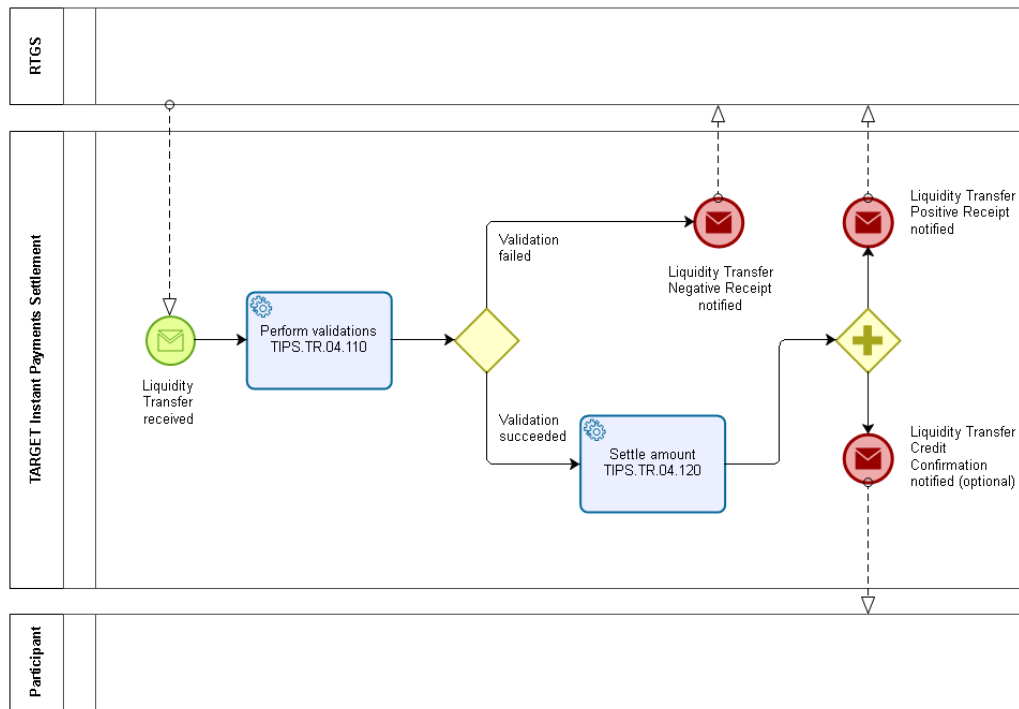 RTGS
TARGET Instant Payments Settlement
Liquidity
Transfer
received
Perform validations
TIPS.TR.04.110
Validation
failed
Liquidity Transfer
Negative Receipt
notified
Liquidity Transfer
Positive Receipt
notified
Validation
succeeded
Settle amount
TIPS.TR.04.120
Liquidity Transfer
Credit
Confirmation
notified (optional)
Participant